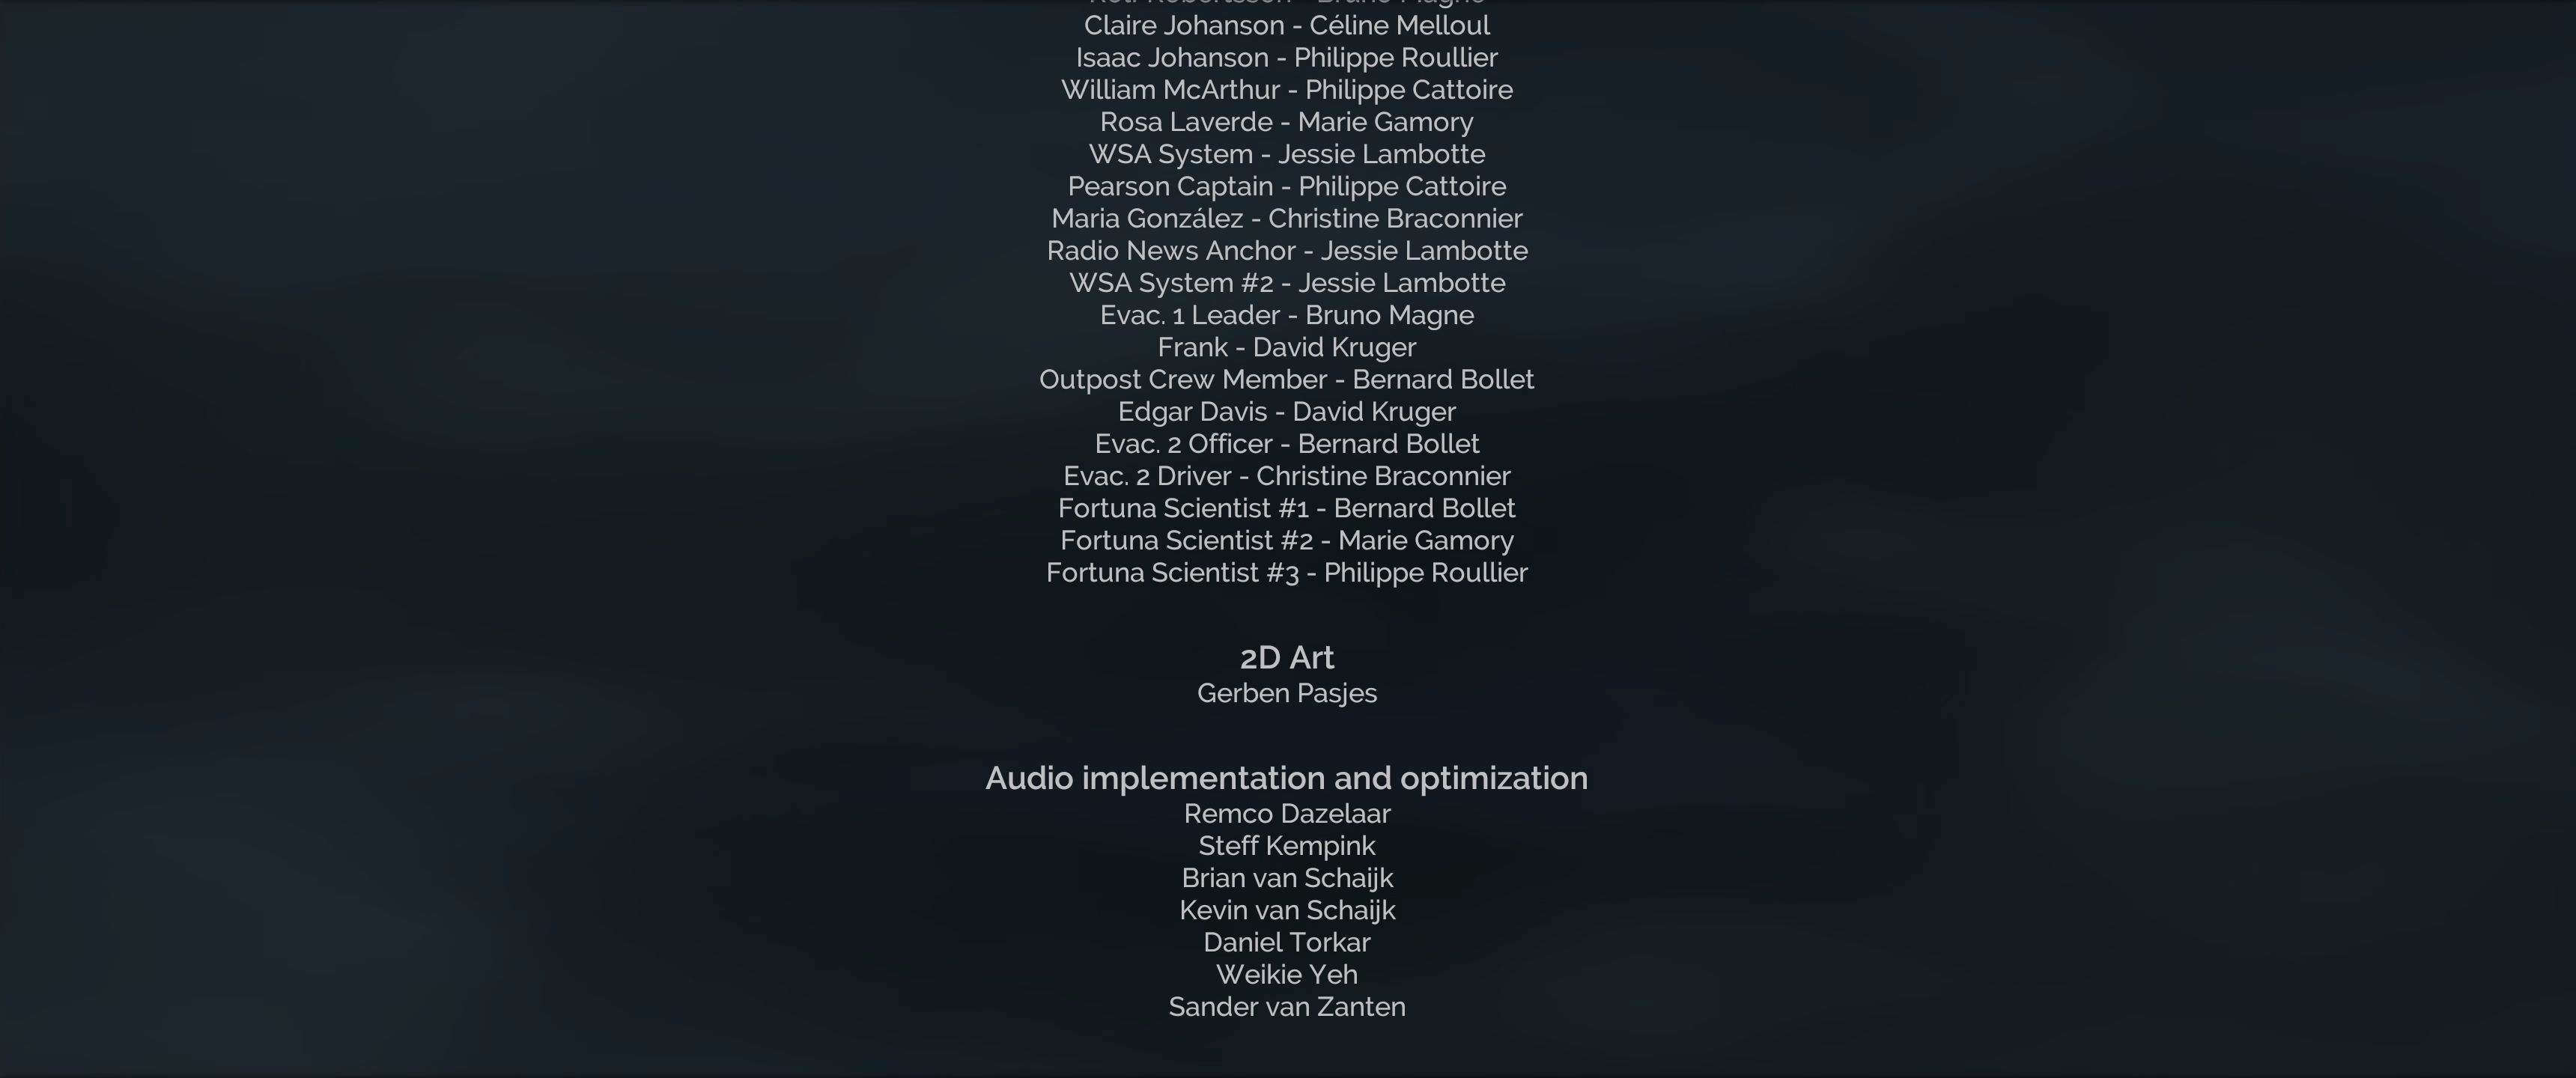 Claire Johanson - Céline Melloul
Isaac Johanson - Philippe Roullier
William McArthur - Philippe Cattoire
Rosa Laverde - Marie Gamory
WSA System - Jessie Lambotte
Pearson Captain - Philippe Cattoire
Maria González - Christine Braconnier
Radio News Anchor - Jessie Lambotte
WSA System #2 - Jessie Lambotte
Evac. 1 Leader - Bruno Magne
Frank - David Kruger
Outpost Crew Member - Bernard Bollet
Edgar Davis - David Kruger
Evac. 2 Officer - Bernard Bollet
Evac. 2 Driver - Christine Braconnier
Fortuna Scientist #1 - Bernard Bollet
Fortuna Scientist #2 - Marie Gamory
Fortuna Scientist #3 - Philippe Roullier
2D Art
Gerben Pasjes
Audio implementation and optimization
Remco Dazelaar
Steff Kempink
Brian van Schaijk
Kevin van Schaijk
Daniel Torkar
Weikie Yeh
Sander van Zanten